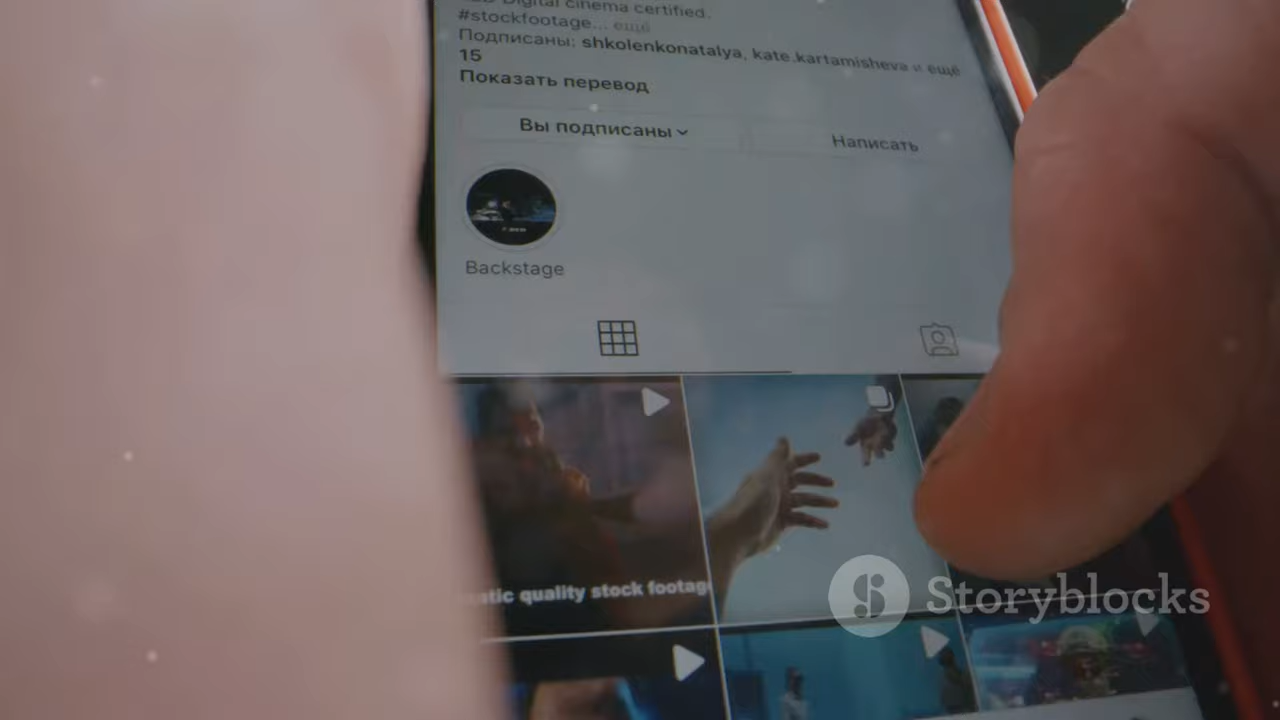 Digital cinema certified.
#stockfootage... ещё
Подписаны: shkolenkonatalya, kate.kartamisheva и ещё
15
Показать перевод
Вы подписаны
Написать
Backstage
quality stock footag
Storyblocks